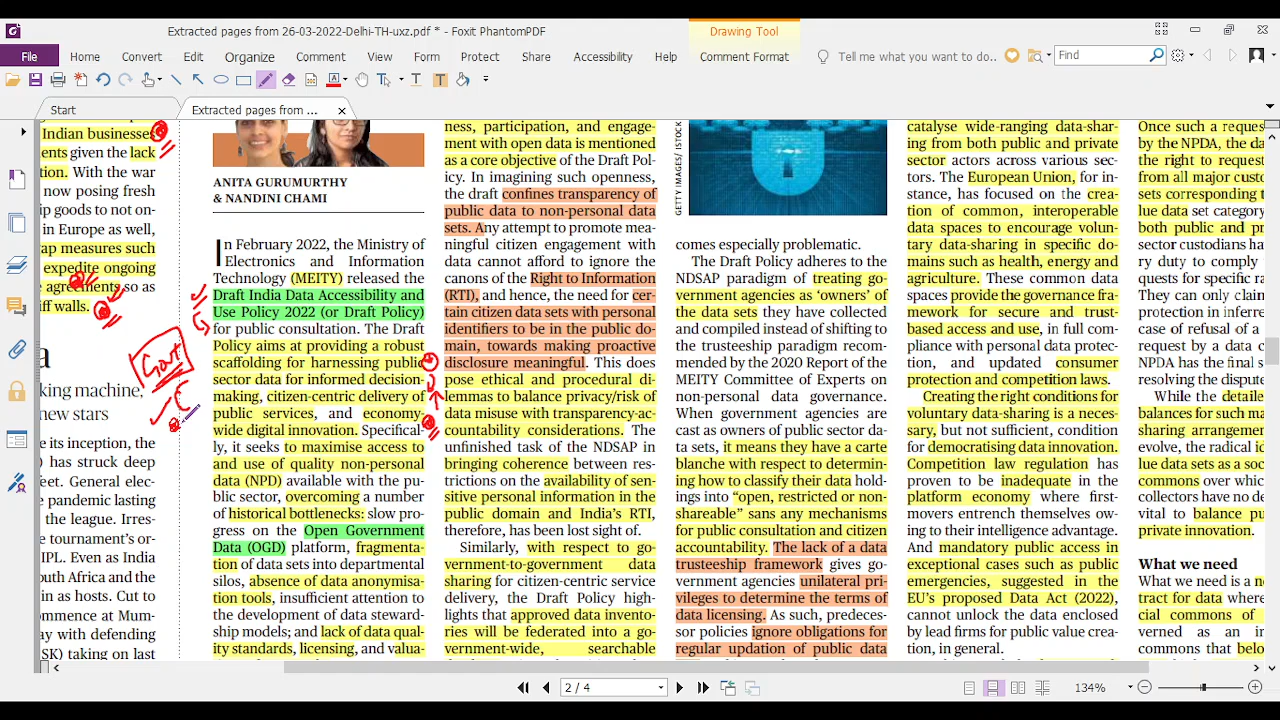 Extracted pages from 26-03-2022-Delhi-TH-uxz.pdf * - Foxit PhantomPDF
Drawing Tool
File
Home
Convert
Edit
Organize
Comment
View
Form
Protect
Share
Accessibility
Help
Comment Format
Tell me what you want to do..
Find
Start
Extracted pages from ...
Indian businesses
ents given the lack
tion. With the war
now posing fresh
ip goods to not on-
in Europe as well,
ap measures such
expedite ongoing
agreements so as
iff walls.
a
king machine,
new stars
e its inception, the
) has struck deep
eet. General elec-
e pandemic lasting
the league. Irres-
e tournament's or-
IPL. Even as India
outh Africa and the
in as hosts. Cut to
ommence at Mum-
ay with defending
SK) taking on last
Govt
ANITA GURUMURTHY
& NANDINI CHAMI
In February 2022, the Ministry of
Electronics and Information
Technology (MEITY) released the
Draft India Data Accessibility and
Use Policy 2022 (or Draft Policy)
for public consultation. The Draft
Policy aims at providing a robust
scaffolding for harnessing public
sector data for informed decision-
making, citizen-centric delivery of
public services, and economy-
wide digital innovation. Specifical-
ly, it seeks to maximise access to
and use of quality non-personal
data (NPD) available with the pu-
blic sector, overcoming a number
of historical bottlenecks: slow pro-
gress on the Open Government
Data (OGD) platform, fragmenta-
tion of data sets into departmental
silos, absence of data anonymisa-
tion tools, insufficient attention to
the development of data steward-
ship models; and lack of data qual-
ity standards, licensing, and valua-
ness, participation, and engage-
ment with open data is mentioned
as a core objective of the Draft Pol-
icy. In imagining such openness,
the draft confines transparency of
public data to non-personal data
sets. Any attempt to promote mea-
ningful citizen engagement with
data cannot afford to ignore the
canons of the Right to Information
(RTI), and hence, the need for cer-
tain citizen data sets with personal
identifiers to be in the public do-
main, towards making proactive
disclosure meaningful. This does
pose ethical and procedural di-
lemmas to balance privacy/risk of
data misuse with transparency-ac-
countability considerations. The
unfinished task of the NDSAP in
bringing coherence between res-
trictions on the availability of sen-
sitive personal information in the
public domain and India's RTI,
therefore, has been lost sight of.
Similarly, with respect to go-
vernment-to-government data
sharing for citizen-centric service
delivery, the Draft Policy high-
lights that approved data invento-
ries will be federated into a go-
vernment-wide, searchable
GETTY IMAGES/ ISTOCK
comes especially problematic.
The Draft Policy adheres to the
NDSAP paradigm of treating go-
vernment agencies as 'owners' of
the data sets they have collected
and compiled instead of shifting to
the trusteeship paradigm recom-
mended by the 2020 Report of the
MEITY Committee of Experts on
non-personal data governance.
When government agencies are
cast as owners of public sector da-
ta sets, it means they have a carte
blanche with respect to determin-
ing how to classify their data hold-
ings into "open, restricted or non-
shareable" sans any mechanisms
for public consultation and citizen
accountability. The lack of a data
trusteeship framework gives go-
vernment agencies unilateral pri-
vileges to determine the terms of
data licensing. As such, predeces-
sor policies ignore obligations for
regular updation of public data
catalyse wide-ranging data-shar-
ing from both public and private
sector actors across various sec-
tors. The European Union, for in-
stance, has focused on the crea-
tion of common, interoperable
data spaces to encourage volun-
tary data-sharing in specific do-
mains such as health, energy and
agriculture. These common data
spaces provide the governance fra-
mework for secure and trust-
based access and use, in full com-
pliance with personal data protec-
tion, and updated consumer
protection and competition laws.
Creating the right conditions for
voluntary data-sharing is a neces-
sary, but not sufficient, condition
for democratising data innovation.
Competition law regulation has
proven to be inadequate in the
platform economy where first-
movers entrench themselves ow-
ing to their intelligence advantage.
And mandatory public access in
exceptional cases such as public
emergencies, suggested in the
EU's proposed Data Act (2022),
cannot unlock the data enclosed
by lead firms for public value crea-
tion, in general.
Once such a reques
by the NPDA, the da
the right to request
from all major custo
sets corresponding t
lue data set category
both public and pri
sector custodians ha
ry duty to comply
quests for specific ra
They can only claim
protection in inferre
case of refusal of a
request by a data c
NPDA has the final s
resolving the dispute
While the detaile
balances for such ma
sharing arrangemen
evolve, the radical id
lue data sets as a soc
commons over whic
collectors have no de
vital to balance pu
private innovation.
What we need
What we need is a n
tract for data where
cial commons of
verned as an in
commons that belo
2 / 4
134%